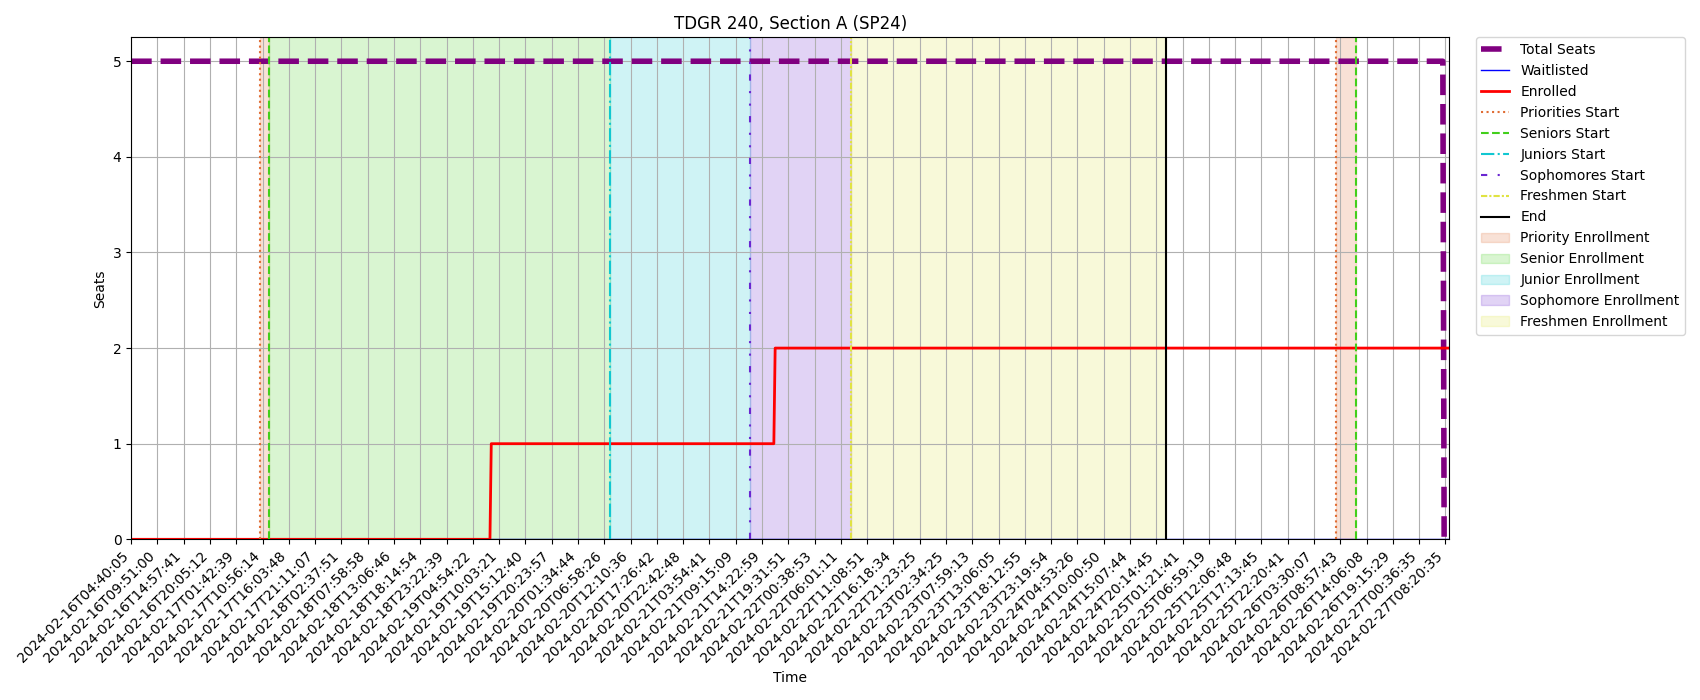 TDGR 240, Section A (SP24)
Seats
5
4
3
2
1
0
2024-02-16T04:40:05
2024-02-16T09:51:00
2024-02-16T14:57:41
2024-02-16T20:05:12
2024-02-17T01:42:39
2024-02-17T10:56:14
2024-02-17T16:03:48
2024-02-17T21:11:07
2024-02-18T02:37:51
2024-02-18T07:58:58
2024-02-18T13:06:46
2024-02-18T18:14:54
2024-02-18T23:22:39
2024-02-19T04:54:22
2024-02-19T10:03:21
2024-02-19T15:12:40
2024-02-19T20:23:57
2024-02-20T01:34:44
2024-02-20T06:58:26
2024-02-20T12:10:36
2024-02-20T17:26:42
2024-02-20T22:42:48
2024-02-21T03:54:41
2024-02-21T09:15:09
2024-02-21T14:22:59
2024-02-21T19:31:51
2024-02-22T00:38:53
2024-02-22T06:01:11
2024-02-22T11:08:51
2024-02-22T16:18:34
2024-02-22T21:23:25
2024-02-23T02:34:25
2024-02-23T07:59:13
2024-02-23T13:06:05
2024-02-23T18:12:55
2024-02-23T23:19:54
2024-02-24T04:53:26
2024-02-24T10:00:50
2024-02-24T15:07:44
2024-02-24T20:14:45
2024-02-25T01:21:41
2024-02-25T06:59:19
2024-02-25T12:06:48
2024-02-25T17:13:45
2024-02-25T22:20:41
2024-02-26T03:30:07
2024-02-26T08:57:43
2024-02-26T14:06:08
2024-02-26T19:15:29
2024-02-27T00:36:35
2024-02-27T08:20:35
Time
Total Seats
Waitlisted
Enrolled
Priorities Start
Seniors Start
Juniors Start
Sophomores Start
Freshmen Start
End
Priority Enrollment
Senior Enrollment
Junior Enrollment
Sophomore Enrollment
Freshmen Enrollment